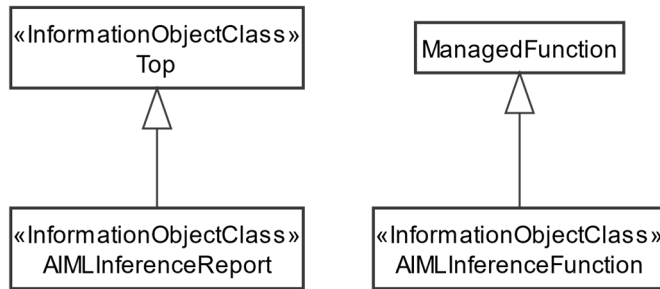 «InformationObjectClass»
Top
ManagedFunction
«InformationObjectClass»
AIMLInferenceReport
«InformationObjectClass»
AIMLInferenceFunction